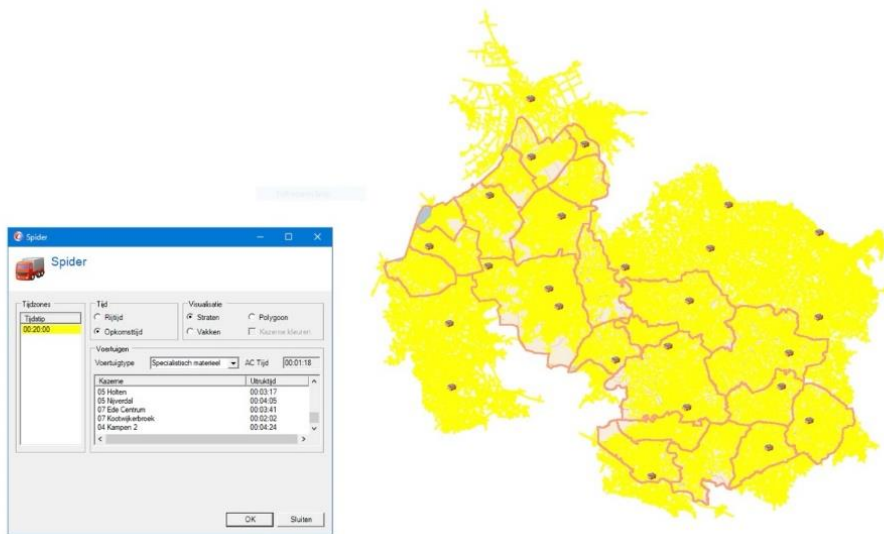 Spider
Spider
Tijdzones
Tijdstip
00:20:00
Tijd
Rijtijd
Opkomsttijd
Visualisatie
Straten
Polygoon
Vakken
Kazerne kleuren
Voertuigen
Voertuigtype Specialistisch materieel AC Tijd 00:01:18
Kazerne Uitruktijd
05 Holten 00:03:17
05 Nijverdal 00:04:05
07 Ede Centrum 00:03:41
07 Kootwijkerbroek 00:02:02
04 Kampen 2 00:04:24
OK Sluiten